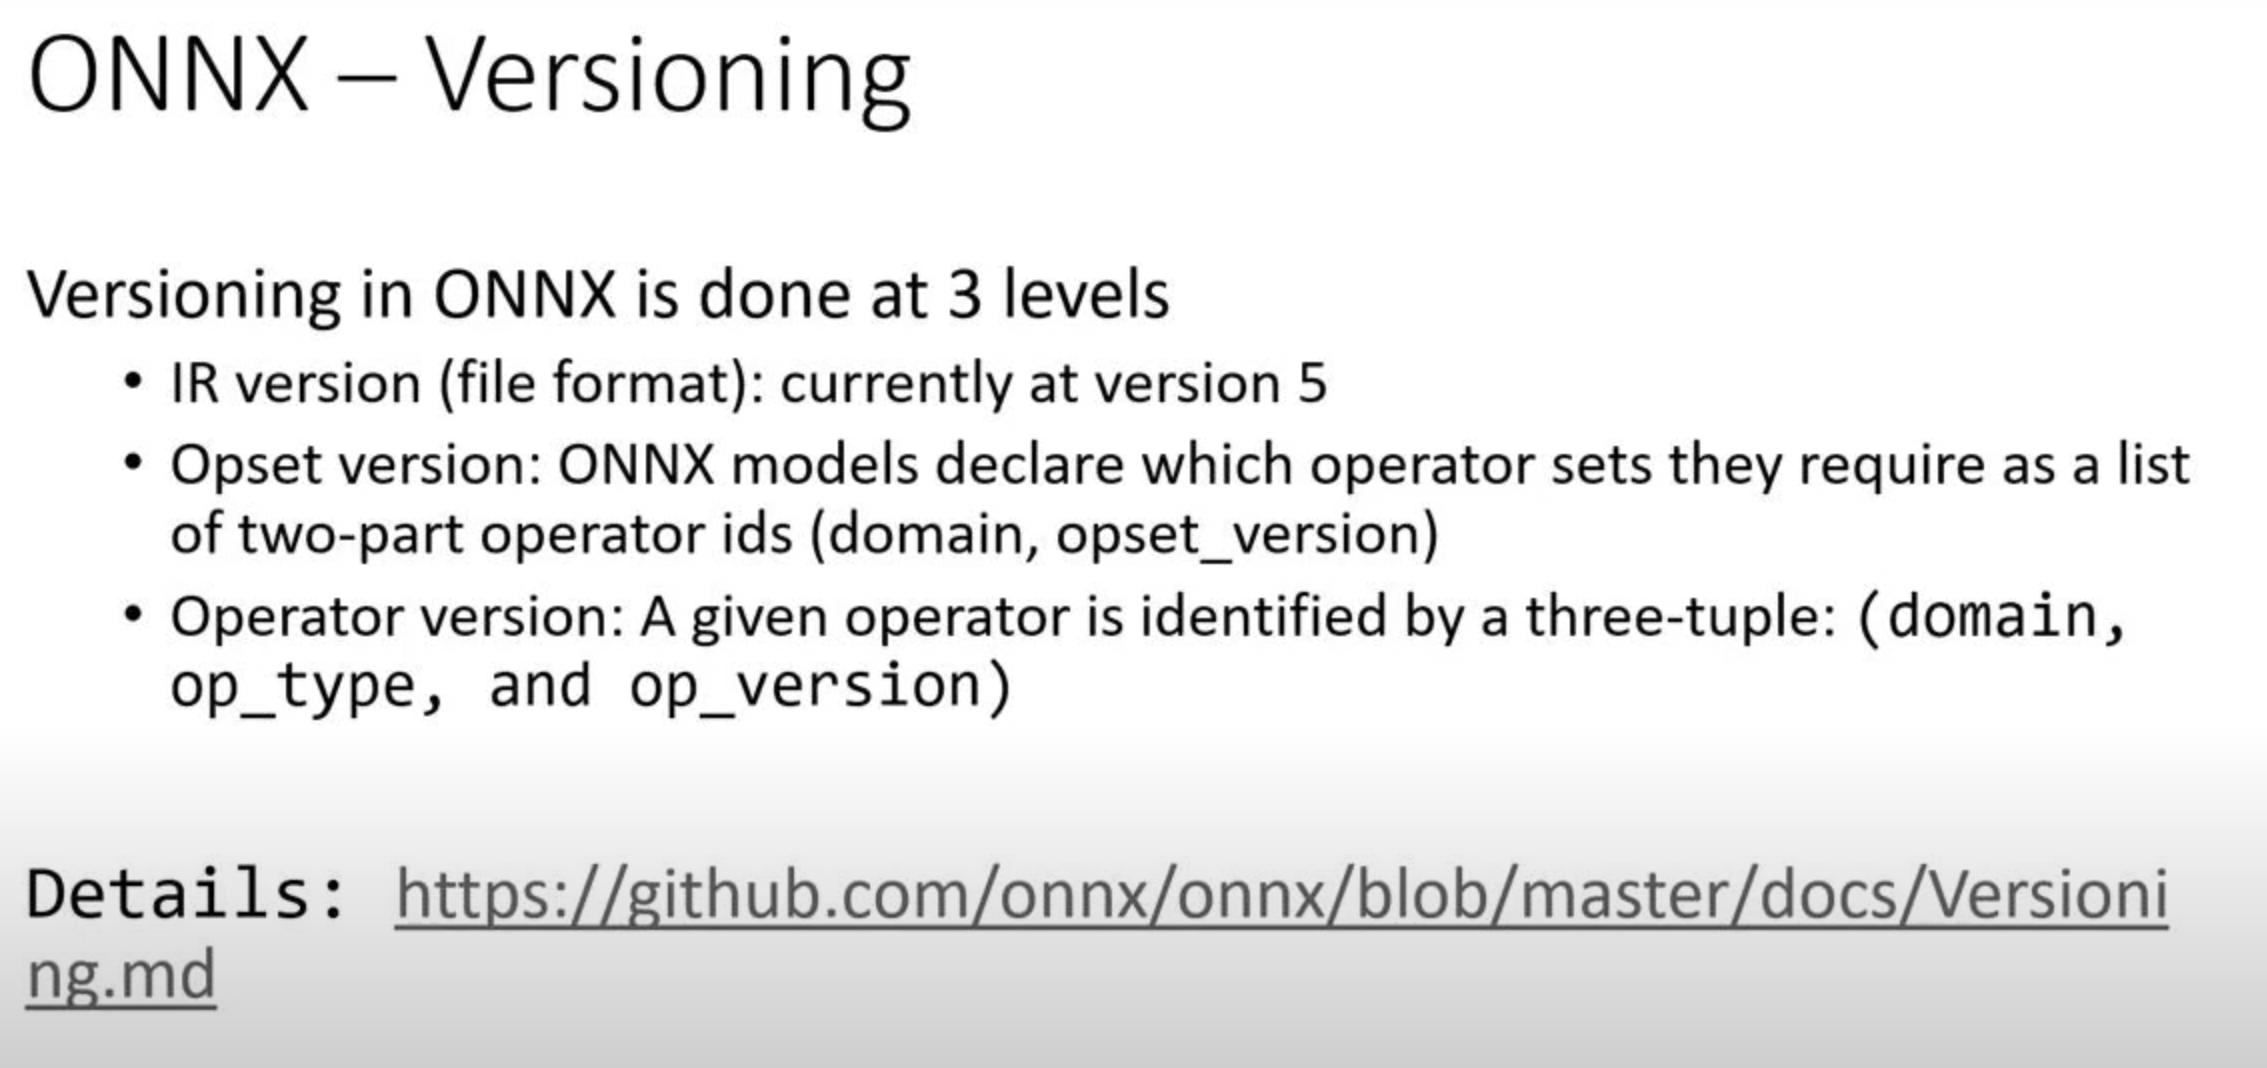 ONNX – Versioning
Versioning in ONNX is done at 3 levels
• IR version (file format): currently at version 5
• Opset version: ONNX models declare which operator sets they require as a list
of two-part operator ids (domain, opset_version)
• Operator version: A given operator is identified by a three-tuple: (domain,
op_type, and op_version)
Details: https://github.com/onnx/onnx/blob/master/docs/Versioni
ng.md